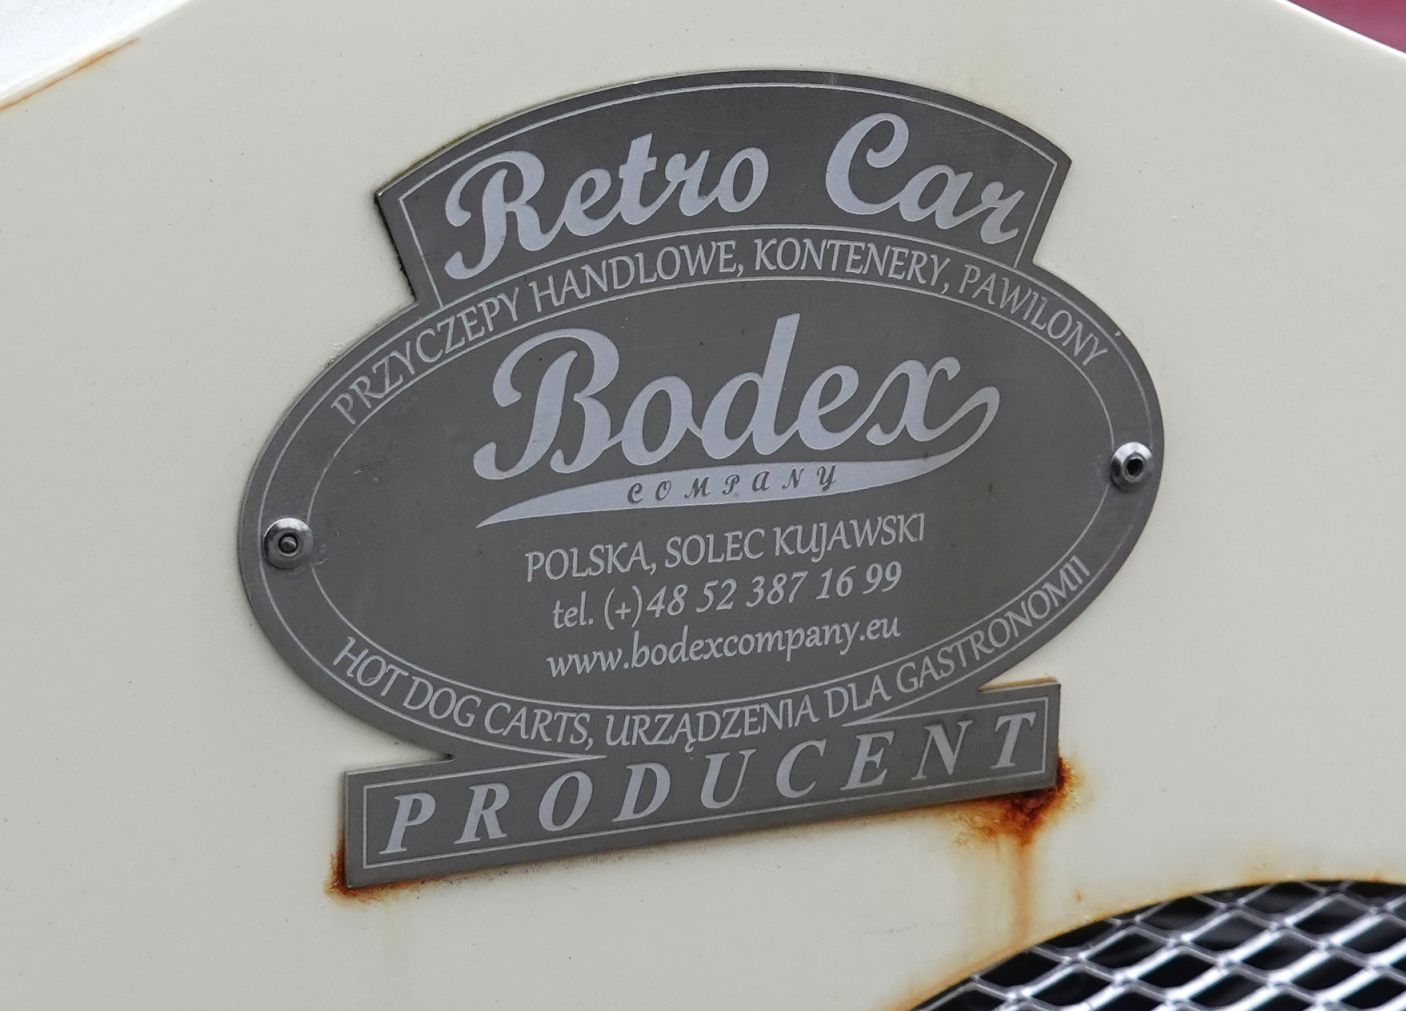 Retro Car
PRZYCZEPY HANDLOWE, KONTENERY, PAWILONY
Bodex
COMPANY
POLSKA, SOLEC KUJAWSKI
tel. (+)48 52 387 16 99
www.bodexcompany.eu
HOT DOG CARTS, URZĄDZENIA DLA GASTRONOMII
PRODUCENT